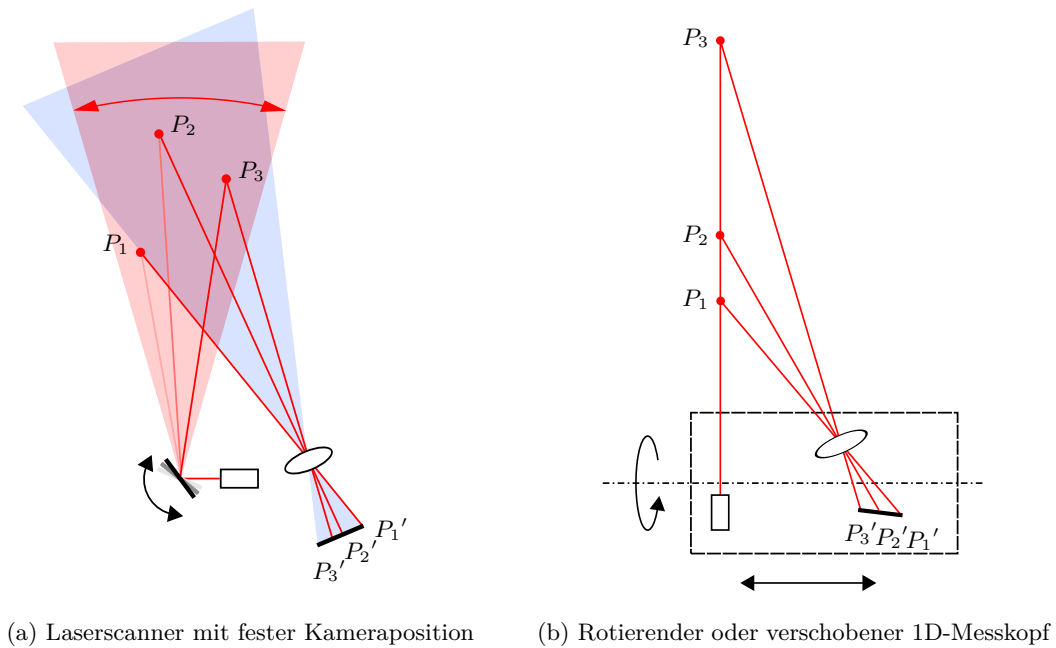 P₂
P₃
P₁
P₁′
P₂′
P₃′
(a) Laserscanner mit fester Kameraposition
P₃
P₂
P₁
P₃′P₂′P₁′
(b) Rotierender oder verschobener 1D-Messkopf